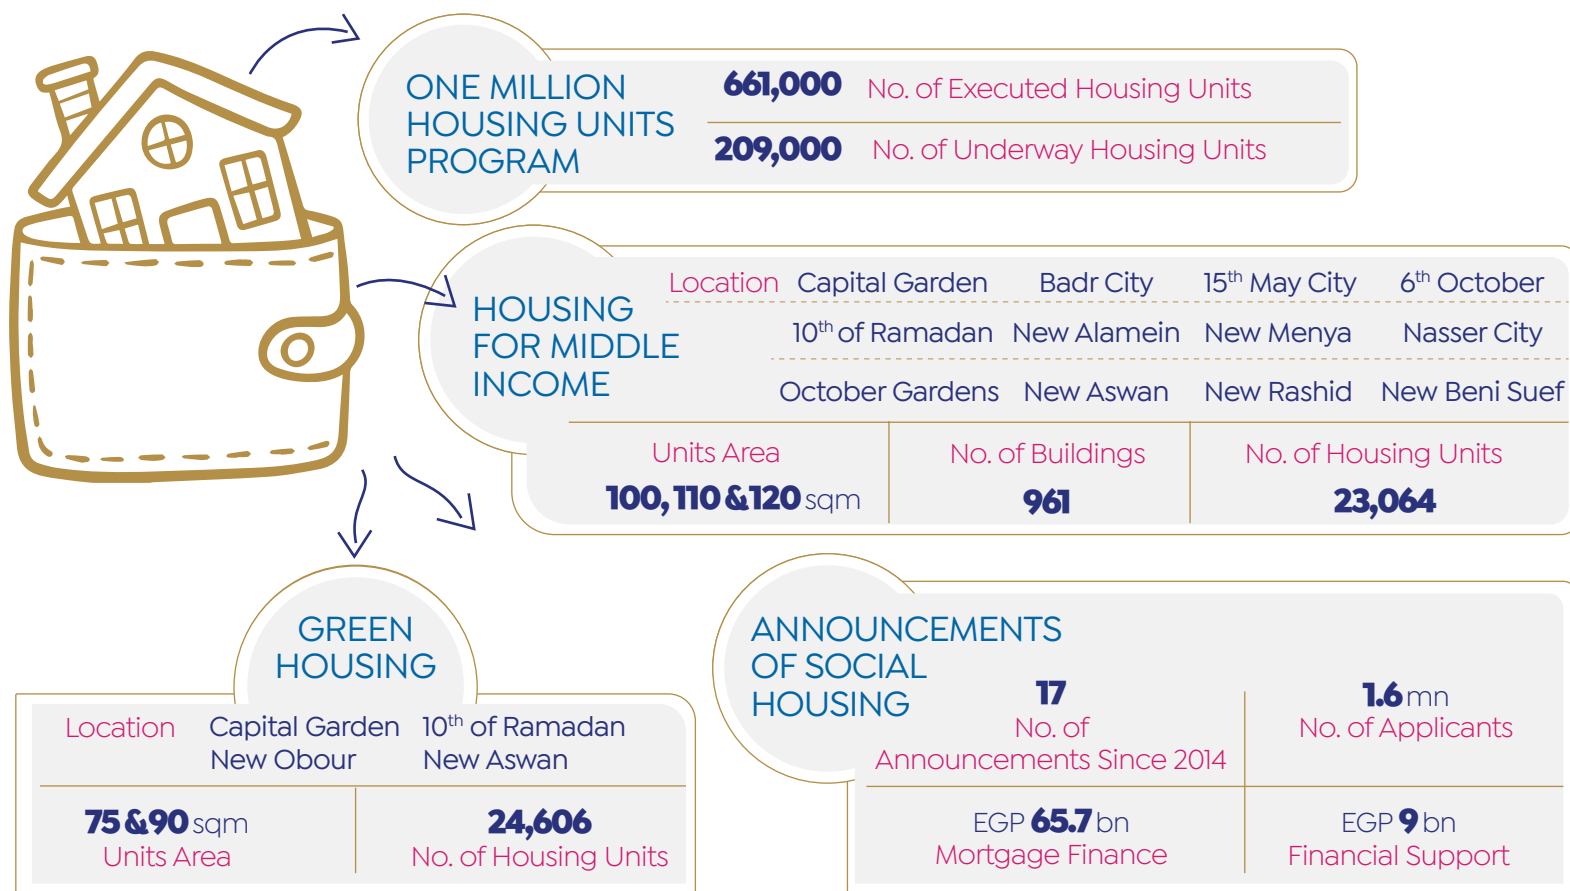 ONE MILLION
HOUSING UNITS
PROGRAM
661,000 No. of Executed Housing Units
209,000 No. of Underway Housing Units
HOUSING
FOR MIDDLE
INCOME
Location Capital Garden Badr City 15th May City 6th October
10th of Ramadan New Alamein New Menya Nasser City
October Gardens New Aswan New Rashid New Beni Suef
Units Area
100, 110 & 120 sqm
No. of Buildings
961
No. of Housing Units
23,064
GREEN
HOUSING
Location Capital Garden 10th of Ramadan
New Obour New Aswan
75 & 90 sqm
Units Area
24,606
No. of Housing Units
ANNOUNCEMENTS
OF SOCIAL
HOUSING
17
No. of
Announcements Since 2014
1.6 mn
No. of Applicants
EGP 65.7 bn
Mortgage Finance
EGP 9 bn
Financial Support